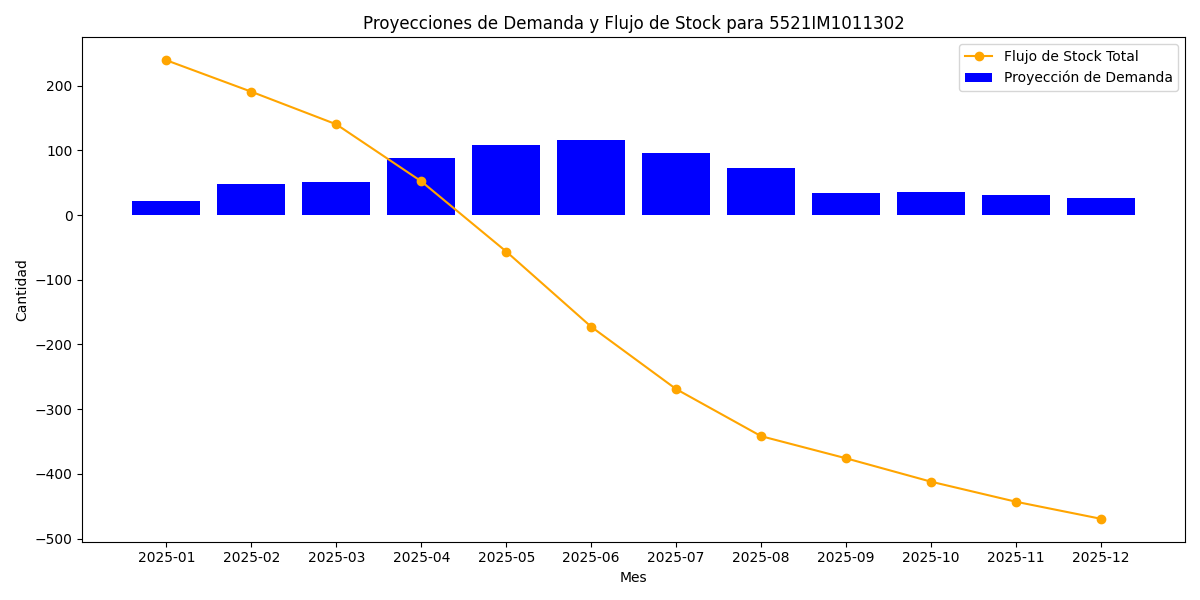 Proyecciones de Demanda y Flujo de Stock para 5521IM1011302
Flujo de Stock Total
Proyección de Demanda
200
100
0
−100
−200
−300
−400
−500
Cantidad
2025-01 2025-02 2025-03 2025-04 2025-05 2025-06 2025-07 2025-08 2025-09 2025-10 2025-11 2025-12
Mes